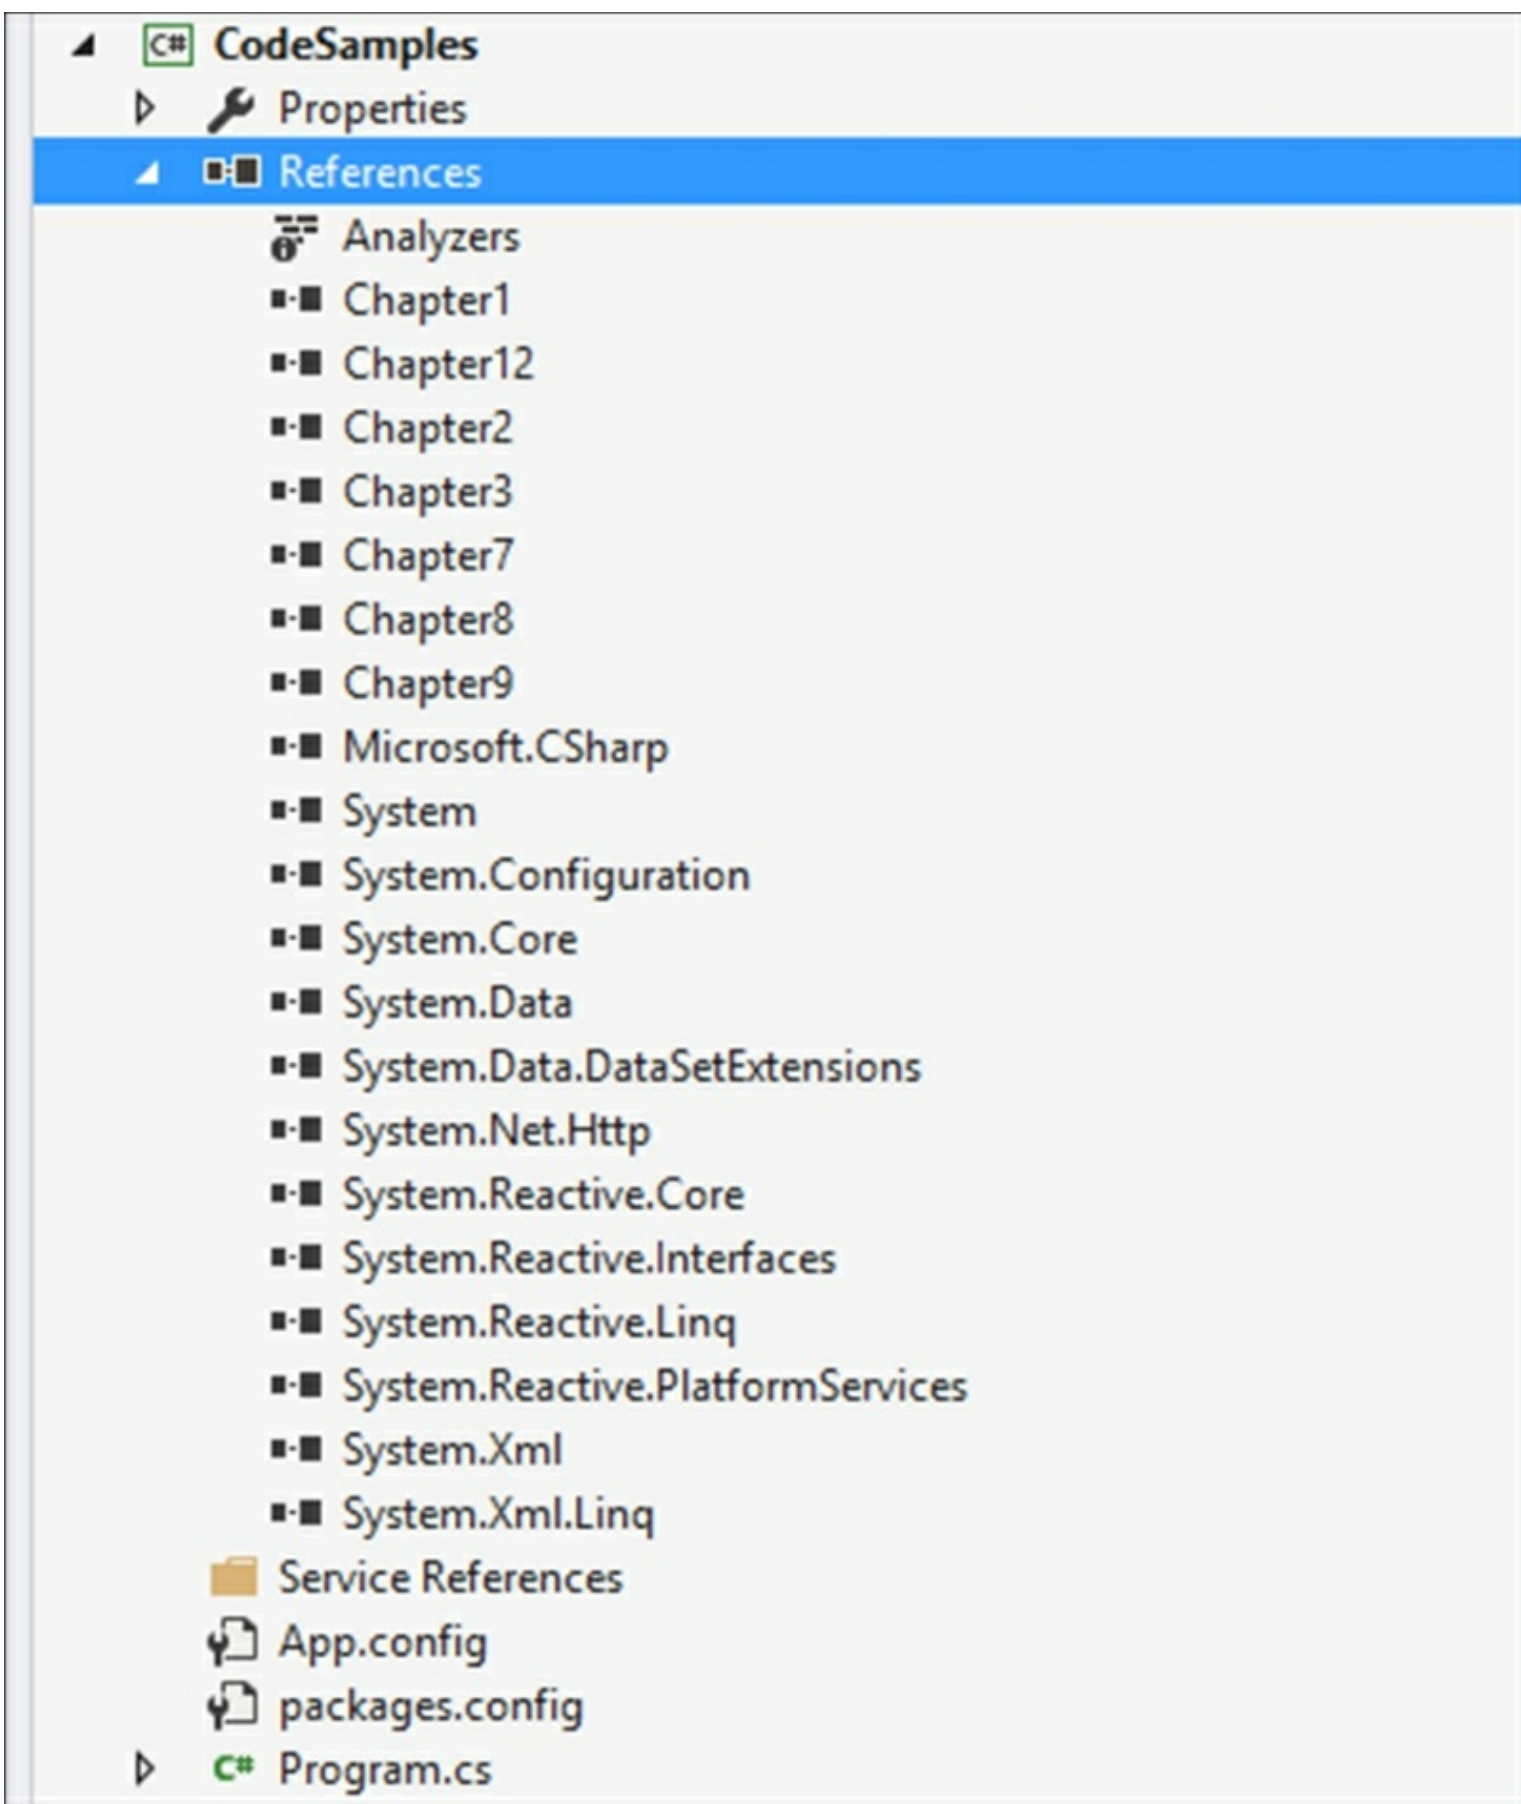 C# CodeSamples
Properties
References
Analyzers
Chapter1
Chapter12
Chapter2
Chapter3
Chapter7
Chapter8
Chapter9
Microsoft.CSharp
System
System.Configuration
System.Core
System.Data
System.Data.DataSetExtensions
System.Net.Http
System.Reactive.Core
System.Reactive.Interfaces
System.Reactive.Linq
System.Reactive.PlatformServices
System.Xml
System.Xml.Linq
Service References
App.config
packages.config
C# Program.cs